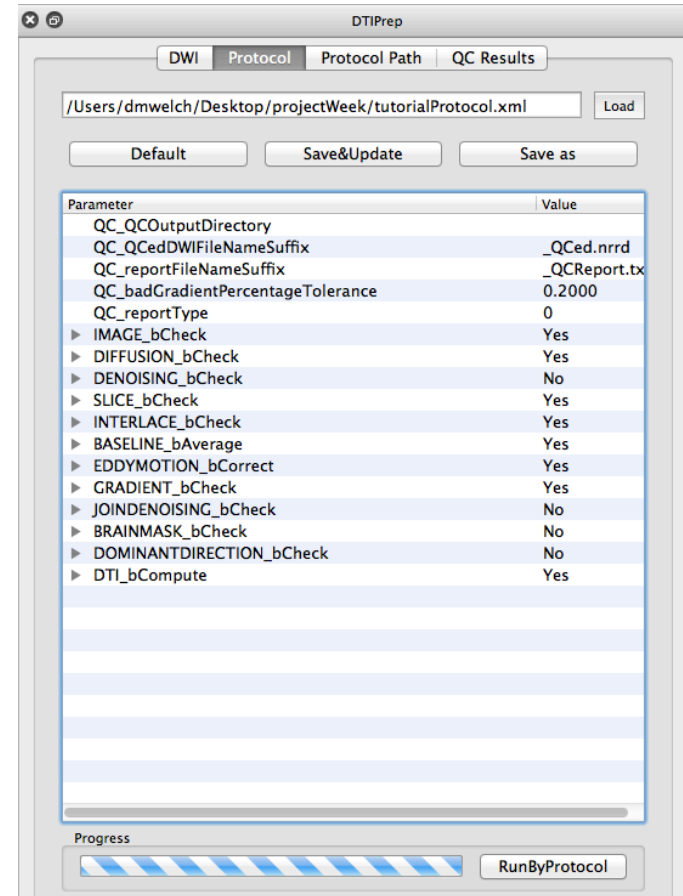 DTIPrep
DWI Protocol Protocol Path QC Results
/Users/dmwelch/Desktop/projectWeek/tutorialProtocol.xml Load
Default Save&Update Save as
Parameter Value
QC_QCOutputDirectory
QC_QCedDWIFileNameSuffix _QCed.nrrd
QC_reportFileNameSuffix _QCReport.tx
QC_badGradientPercentageTolerance 0.2000
QC_reportType 0
IMAGE_bCheck Yes
DIFFUSION_bCheck Yes
DENOISING_bCheck No
SLICE_bCheck Yes
INTERLACE_bCheck Yes
BASELINE_bAverage Yes
EDDYMOTION_bCorrect Yes
GRADIENT_bCheck Yes
JOINDENOISING_bCheck No
BRAINMASK_bCheck No
DOMINANTDIRECTION_bCheck No
DTI_bCompute Yes
Progress
RunByProtocol